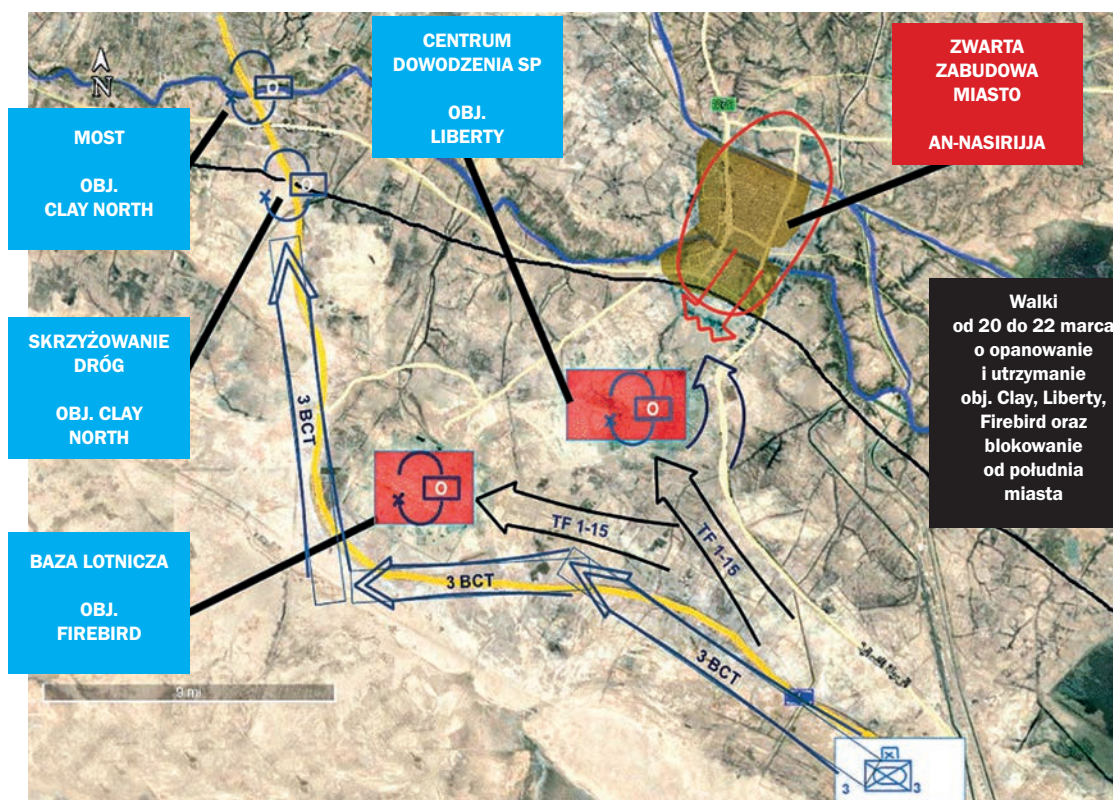 CENTRUM
DOWODZENIA SP
OBJ.
LIBERTY
ZWARTA
ZABUDOWA
MIASTO
AN-NASIRIJJA
N
MOST
OBJ.
CLAY NORTH
O
O
SKRZYŻOWANIE
DRÓG
OBJ. CLAY
NORTH
Walki
od 20 do 22 marca
o opanowanie
i utrzymanie
obj. Clay, Liberty,
Firebird oraz
blokowanie
od południa
miasta
3 BCT
O
O
TF 1-15
TF 1-15
BAZA LOTNICZA
OBJ.
FIREBIRD
3 BCT
3 BCT
9 mi
3
3